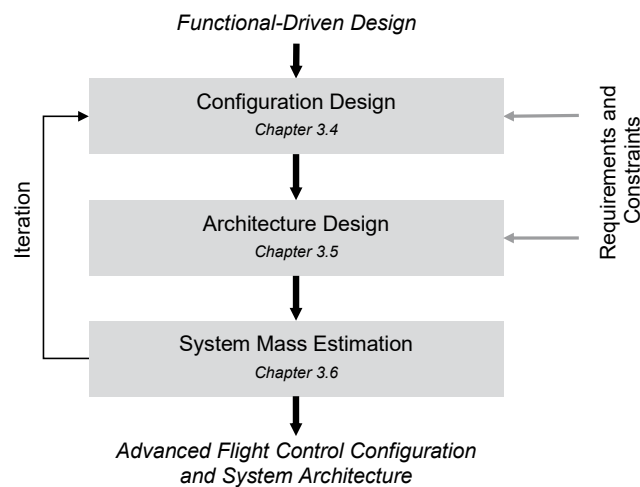 Functional-Driven Design
Configuration Design
Chapter 3.4
Architecture Design
Chapter 3.5
System Mass Estimation
Chapter 3.6
Advanced Flight Control Configuration
and System Architecture
Iteration
Requirements and
Constraints